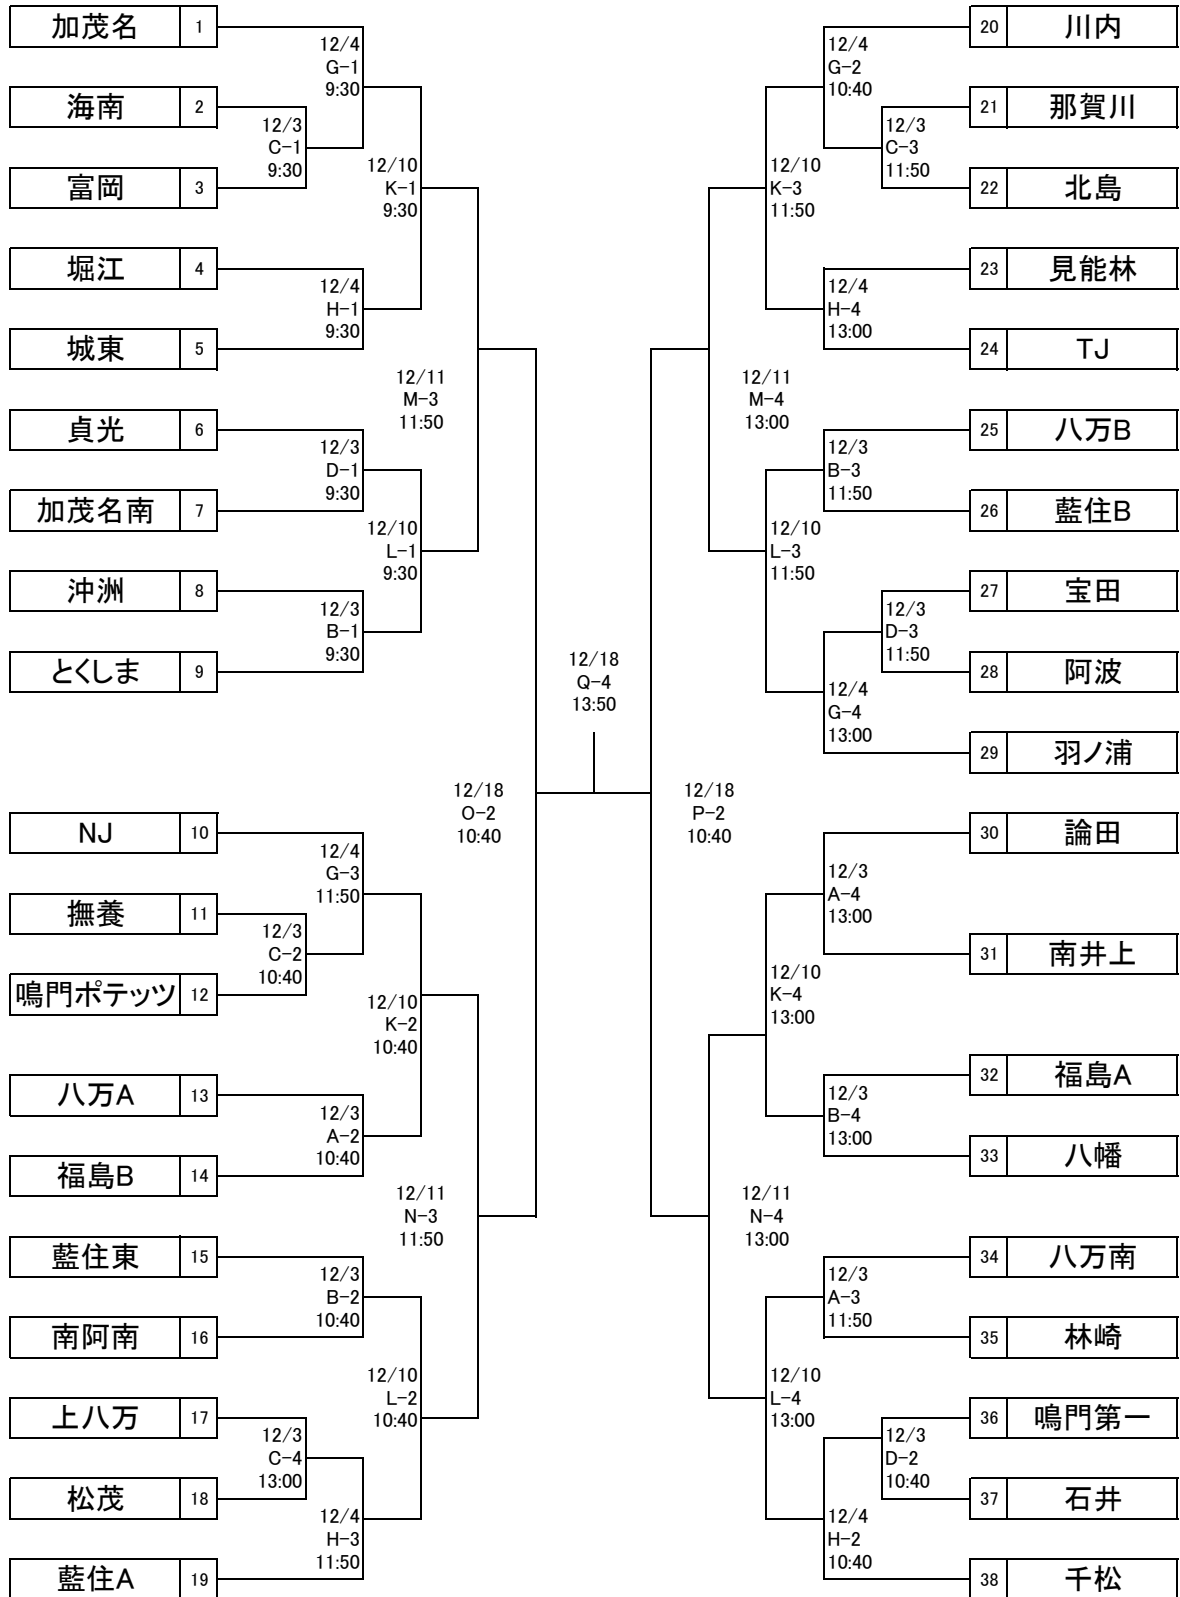 加茂名 1
12/4
G-1
9:30
海南 2
12/3
C-1
9:30
富岡 3
12/10
K-1
9:30
堀江 4
12/4
H-1
9:30
城東 5
12/11
M-3
11:50
貞光 6
12/3
D-1
9:30
加茂名南 7
12/10
L-1
9:30
沖洲 8
12/3
B-1
9:30
とくしま 9
12/18
O-2
10:40
NJ 10
12/4
G-3
11:50
撫養 11
12/3
C-2
10:40
鳴門ポテッツ 12
12/10
K-2
10:40
八万A 13
12/3
A-2
10:40
福島B 14
12/11
N-3
11:50
藍住東 15
12/3
B-2
10:40
南阿南 16
12/10
L-2
10:40
上八万 17
12/3
C-4
13:00
松茂 18
12/4
H-3
11:50
藍住A 19
12/18
Q-4
13:50
20 川内
12/4
G-2
10:40
21 那賀川
12/3
C-3
11:50
22 北島
12/10
K-3
11:50
23 見能林
12/4
H-4
13:00
24 TJ
12/11
M-4
13:00
25 八万B
12/3
B-3
11:50
26 藍住B
12/10
L-3
11:50
27 宝田
12/3
D-3
11:50
28 阿波
12/4
G-4
13:00
29 羽ノ浦
12/18
P-2
10:40
30 論田
12/3
A-4
13:00
31 南井上
12/10
K-4
13:00
32 福島A
12/3
B-4
13:00
33 八幡
12/11
N-4
13:00
34 八万南
12/3
A-3
11:50
35 林崎
12/10
L-4
13:00
36 鳴門第一
12/3
D-2
10:40
37 石井
12/4
H-2
10:40
38 千松